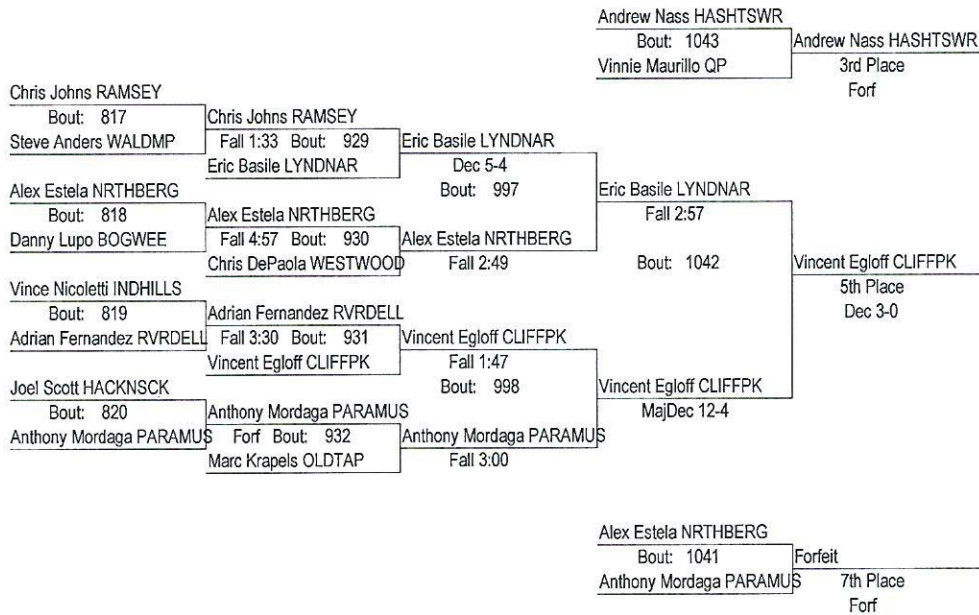 Andrew Nass HASHTSWR
Bout: 1043
Vinnie Maurillo QP
Andrew Nass HASHTSWR
3rd Place
Forf
Chris Johns RAMSEY
Bout: 817
Steve Anders WALDMP
Chris Johns RAMSEY
Fall 1:33 Bout: 929
Eric Basile LYNDNAR
Eric Basile LYNDNAR
Dec 5-4
Bout: 997
Alex Estela NRTHBERG
Bout: 818
Danny Lupo BOGWEE
Alex Estela NRTHBERG
Fall 4:57 Bout: 930
Chris DePaola WESTWOOD
Alex Estela NRTHBERG
Fall 2:49
Eric Basile LYNDNAR
Fall 2:57
Bout: 1042
Vincent Egloff CLIFFPK
5th Place
Dec 3-0
Vince Nicoletti INDHILLS
Bout: 819
Adrian Fernandez RVRDELL
Adrian Fernandez RVRDELL
Fall 3:30 Bout: 931
Vincent Egloff CLIFFPK
Vincent Egloff CLIFFPK
Fall 1:47
Bout: 998
Joel Scott HACKNSCK
Bout: 820
Anthony Mordaga PARAMUS
Anthony Mordaga PARAMUS
Forf Bout: 932
Marc Krapels OLDTAP
Anthony Mordaga PARAMUS
Fall 3:00
Vincent Egloff CLIFFPK
MajDec 12-4
Alex Estela NRTHBERG
Bout: 1041
Anthony Mordaga PARAMUS
Forfeit
7th Place
Forf